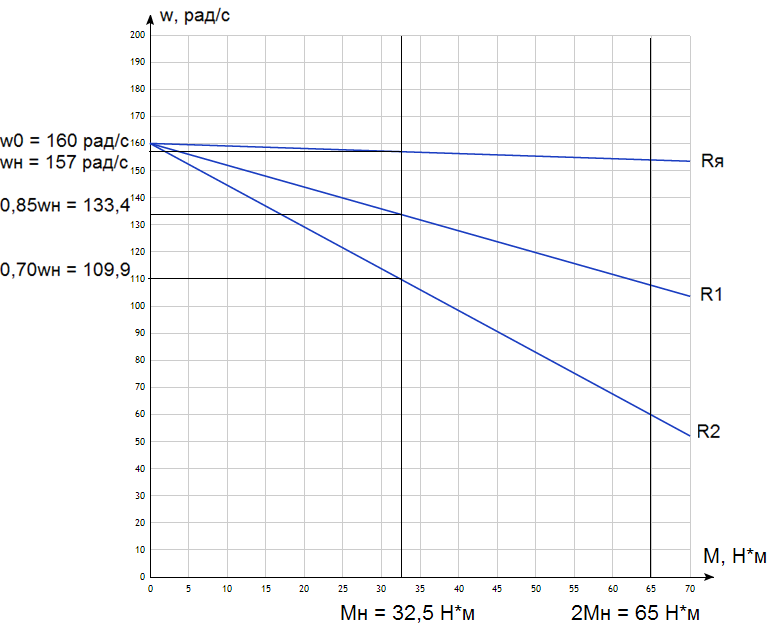 w, рад/с
200
190
180
170
160
150
140
130
120
110
100
90
80
70
60
50
40
30
20
10
0
w0 = 160 рад/с
wн = 157 рад/с
0,85wн = 133,4
0,70wн = 109,9
Rя
R1
R2
M, Н*м
0 5 10 15 20 25 30 35 40 45 50 55 60 65 70
Мн = 32,5 Н*м
2Мн = 65 Н*м